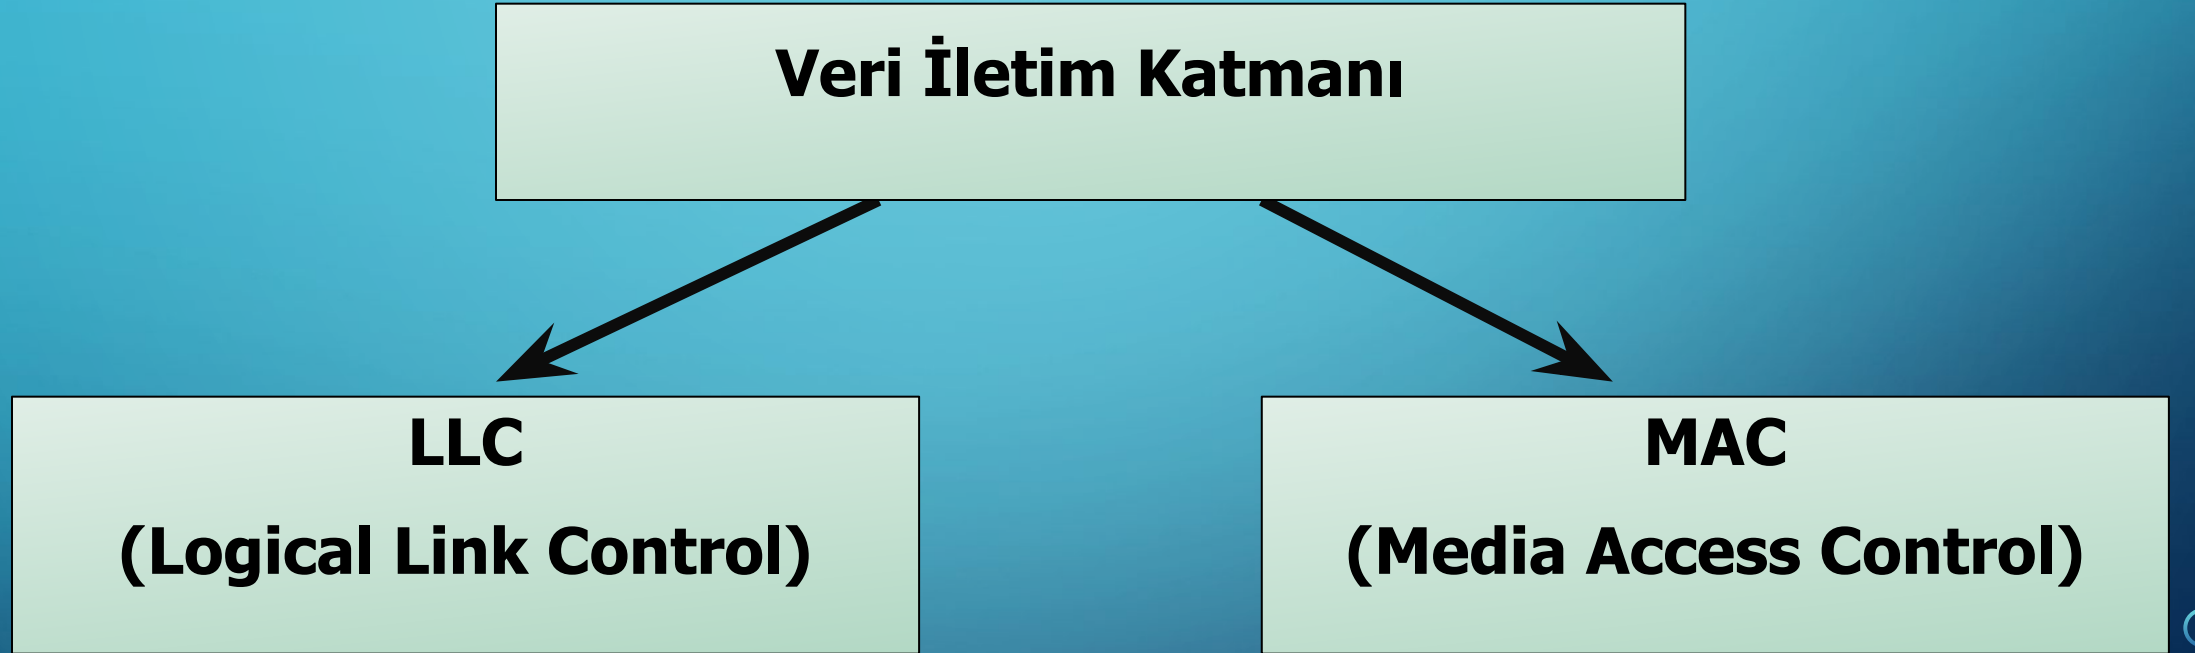 Veri İletim Katmanı
LLC
(Logical Link Control)
MAC
(Media Access Control)